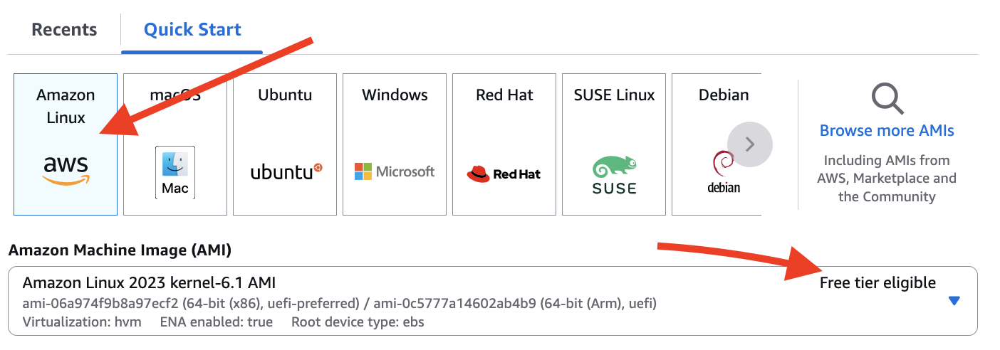 Recents
Quick Start
Amazon
Linux
aws
macOS
Mac
Ubuntu
ubuntu
Windows
Microsoft
Red Hat
Red Hat
SUSE Linux
SUSE
Debian
debian
Browse more AMIs
Including AMIs from
AWS, Marketplace and
the Community
Amazon Machine Image (AMI)
Amazon Linux 2023 kernel-6.1 AMI
Free tier eligible
ami-06a974f9b8a97ecf2 (64-bit (x86), uefi-preferred) / ami-0c5777a14602ab4b9 (64-bit (Arm), uefi)
Virtualization: hvm ENA enabled: true Root device type: ebs